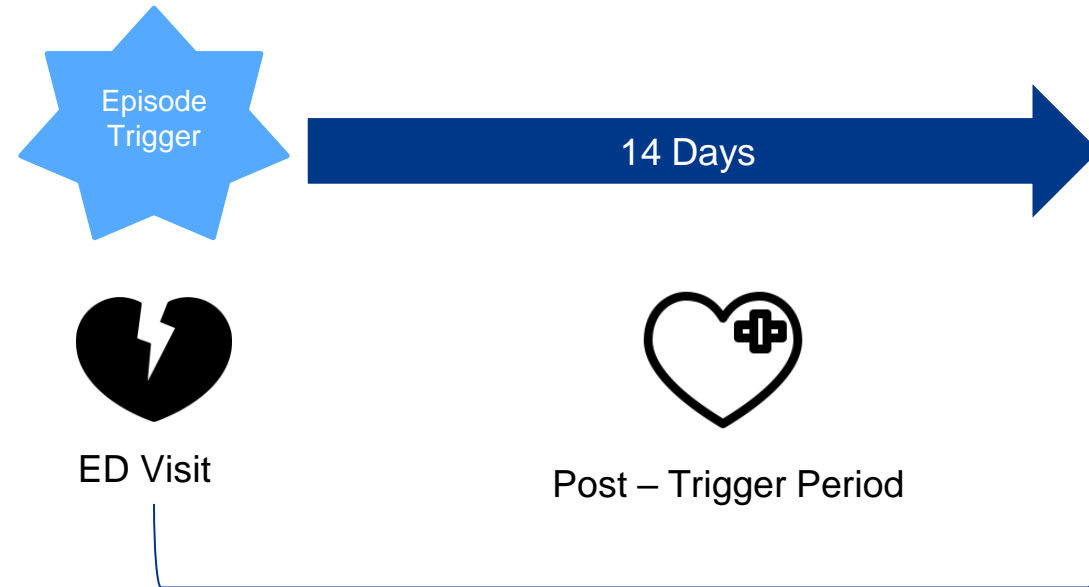 Episode
Trigger
14 Days
ED Visit
Post – Trigger Period